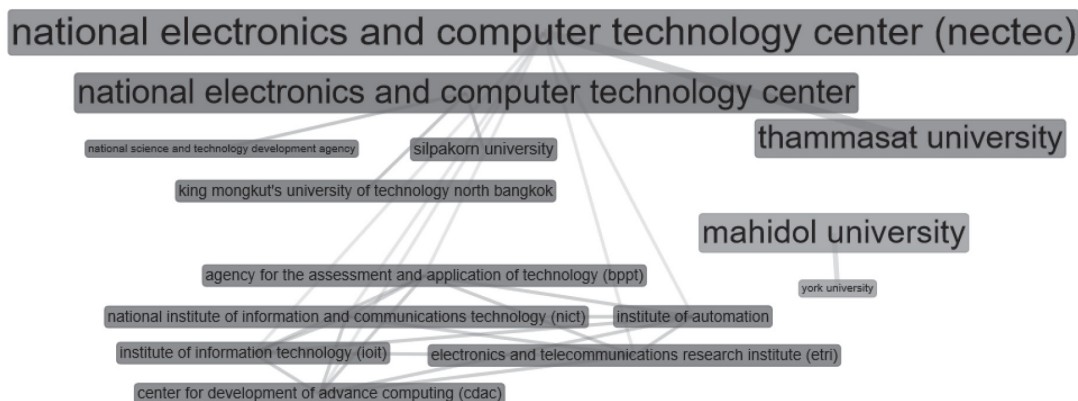 national electronics and computer technology center (nectec)
national electronics and computer technology center
thammasat university
national science and technology development agency
silpakorn university
king mongkut's university of technology north bangkok
mahidol university
agency for the assessment and application of technology (bppt)
york university
national institute of information and communications technology (nict)
institute of automation
institute of information technology (ioit)
electronics and telecommunications research institute (etri)
center for development of advance computing (cdac)